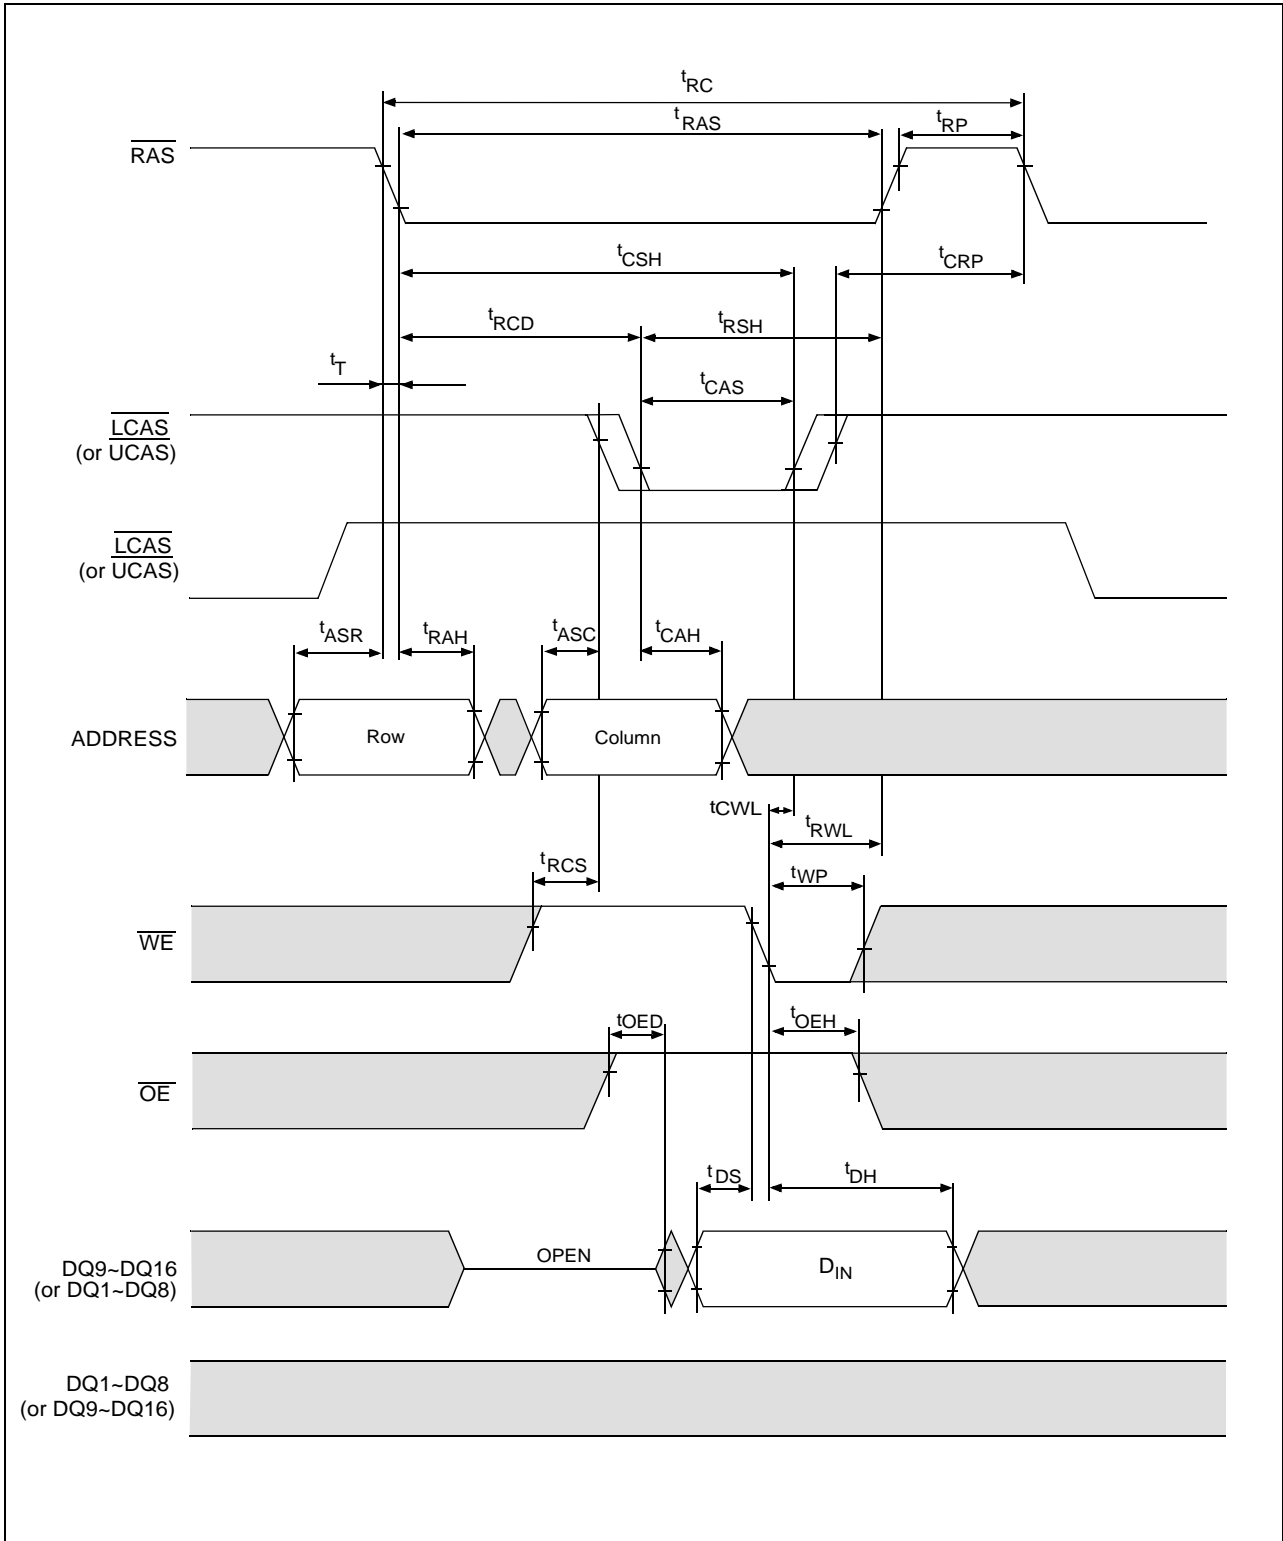 tRC
tRAS
tRP
RAS
tCSH
tCRP
tRCD
tRSH
tT
tCAS
LCAS
(or UCAS)
LCAS
(or UCAS)
tASR
tRAH
tASC
tCAH
ADDRESS
Row
Column
tCWL
tRWL
tRCS
tWP
WE
tOED
tOEH
OE
tDS
tDH
DQ9~DQ16
(or DQ1~DQ8)
OPEN
DIN
DQ1~DQ8
(or DQ9~DQ16)